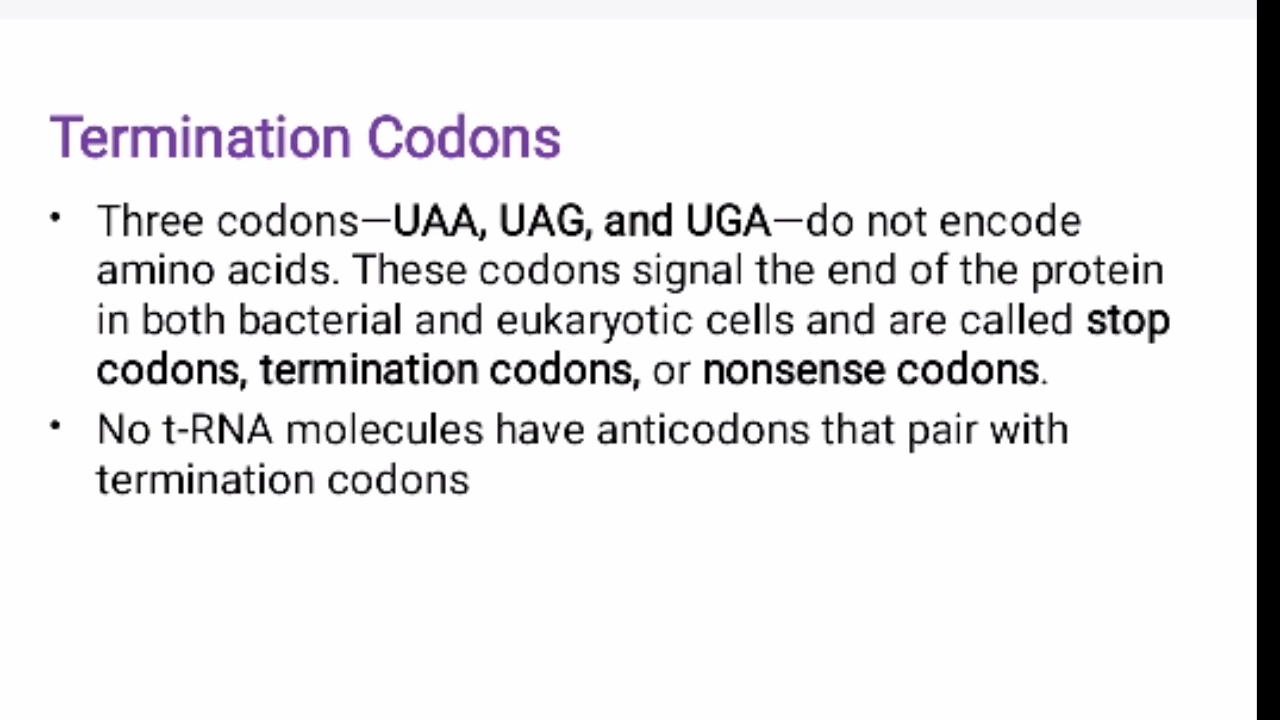 Termination Codons
• Three codons—UAA, UAG, and UGA—do not encode
amino acids. These codons signal the end of the protein
in both bacterial and eukaryotic cells and are called stop
codons, termination codons, or nonsense codons.
• No t-RNA molecules have anticodons that pair with
termination codons